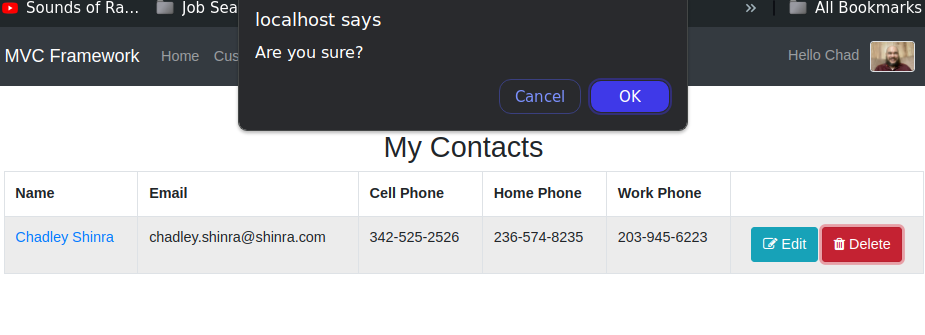 Sounds of Ra...
Job Sea
»
All Bookmarks
localhost says
Are you sure?
Cancel
OK
MVC Framework
Home
Cus
Hello Chad
My Contacts
Name Email Cell Phone Home Phone Work Phone
Chadley Shinra chadley.shinra@shinra.com 342-525-2526 236-574-8235 203-945-6223 Edit Delete